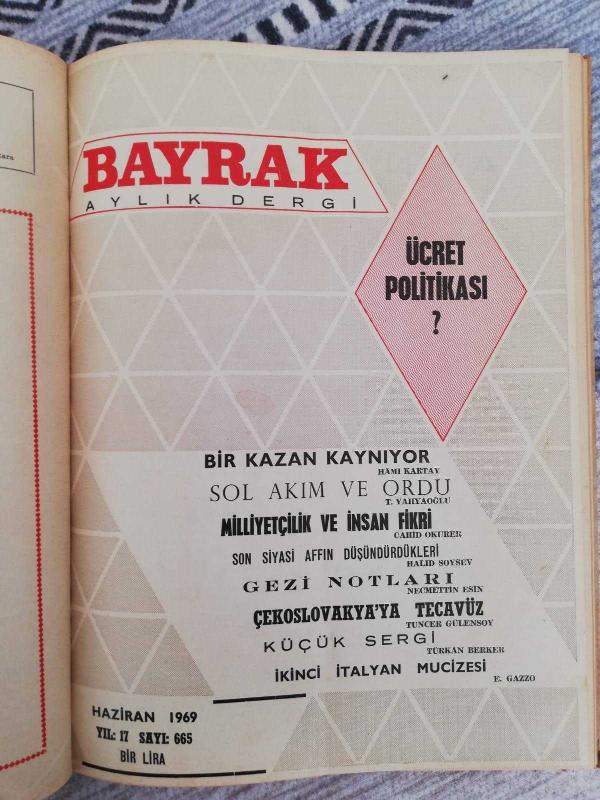 BAYRAK
AYLIK DERGİ
ÜCRET
POLİTİKASI
?
BİR KAZAN KAYNIYOR
HÂMİ KARTAY
SOL AKIM VE ORDU
T. YAHYAOĞLU
MİLLİYETÇİLİK VE İNSAN FİKRİ
CAHİD OKURER
SON SİYASİ AFFIN DÜŞÜNDÜRDÜKLERİ
HALİD SOYSEV
GEZİ NOTLARI
NECMETTİN ESİN
ÇEKOSLOVAKYA'YA TECAVÜZ
TUNCER GÜLENSOY
KÜÇÜK SERGİ
TÜRKÂN BERKER
İKİNCİ İTALYAN MUCİZESİ
E. GAZZO
HAZİRAN 1969
YIL: 17 SAYI: 665
BİR LİRA